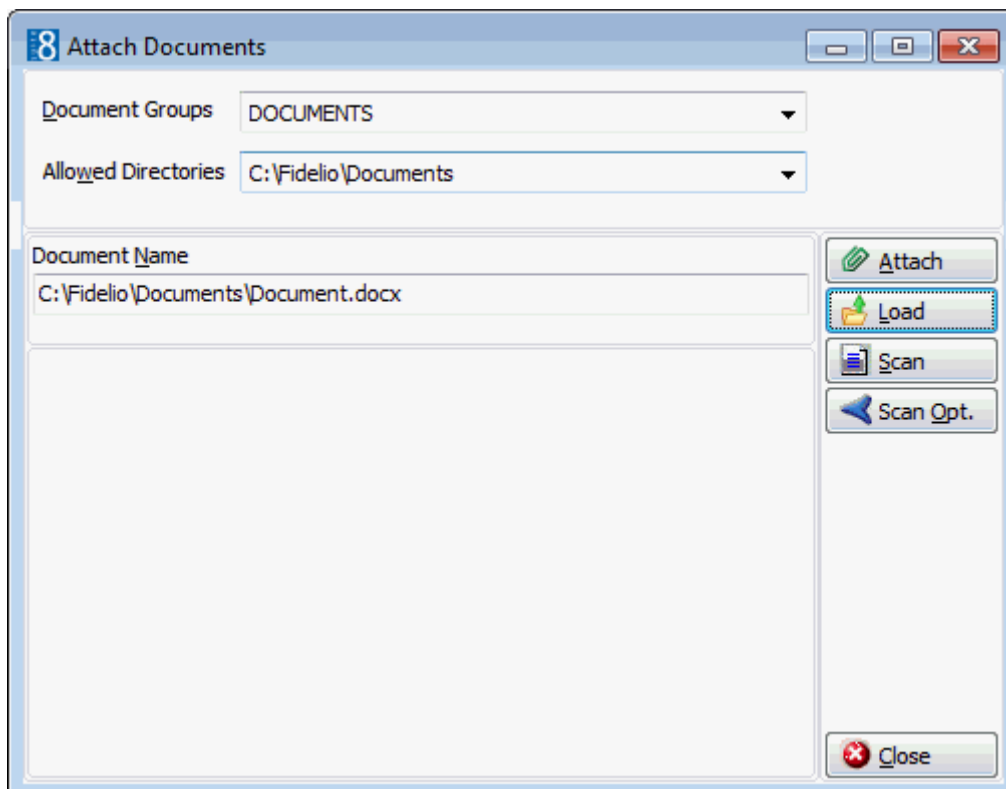 8 Attach Documents
Document Groups DOCUMENTS
Allowed Directories C:\Fidelio\Documents
Document Name
C:\Fidelio\Documents\Document.docx
Attach
Load
Scan
Scan Opt.
Close